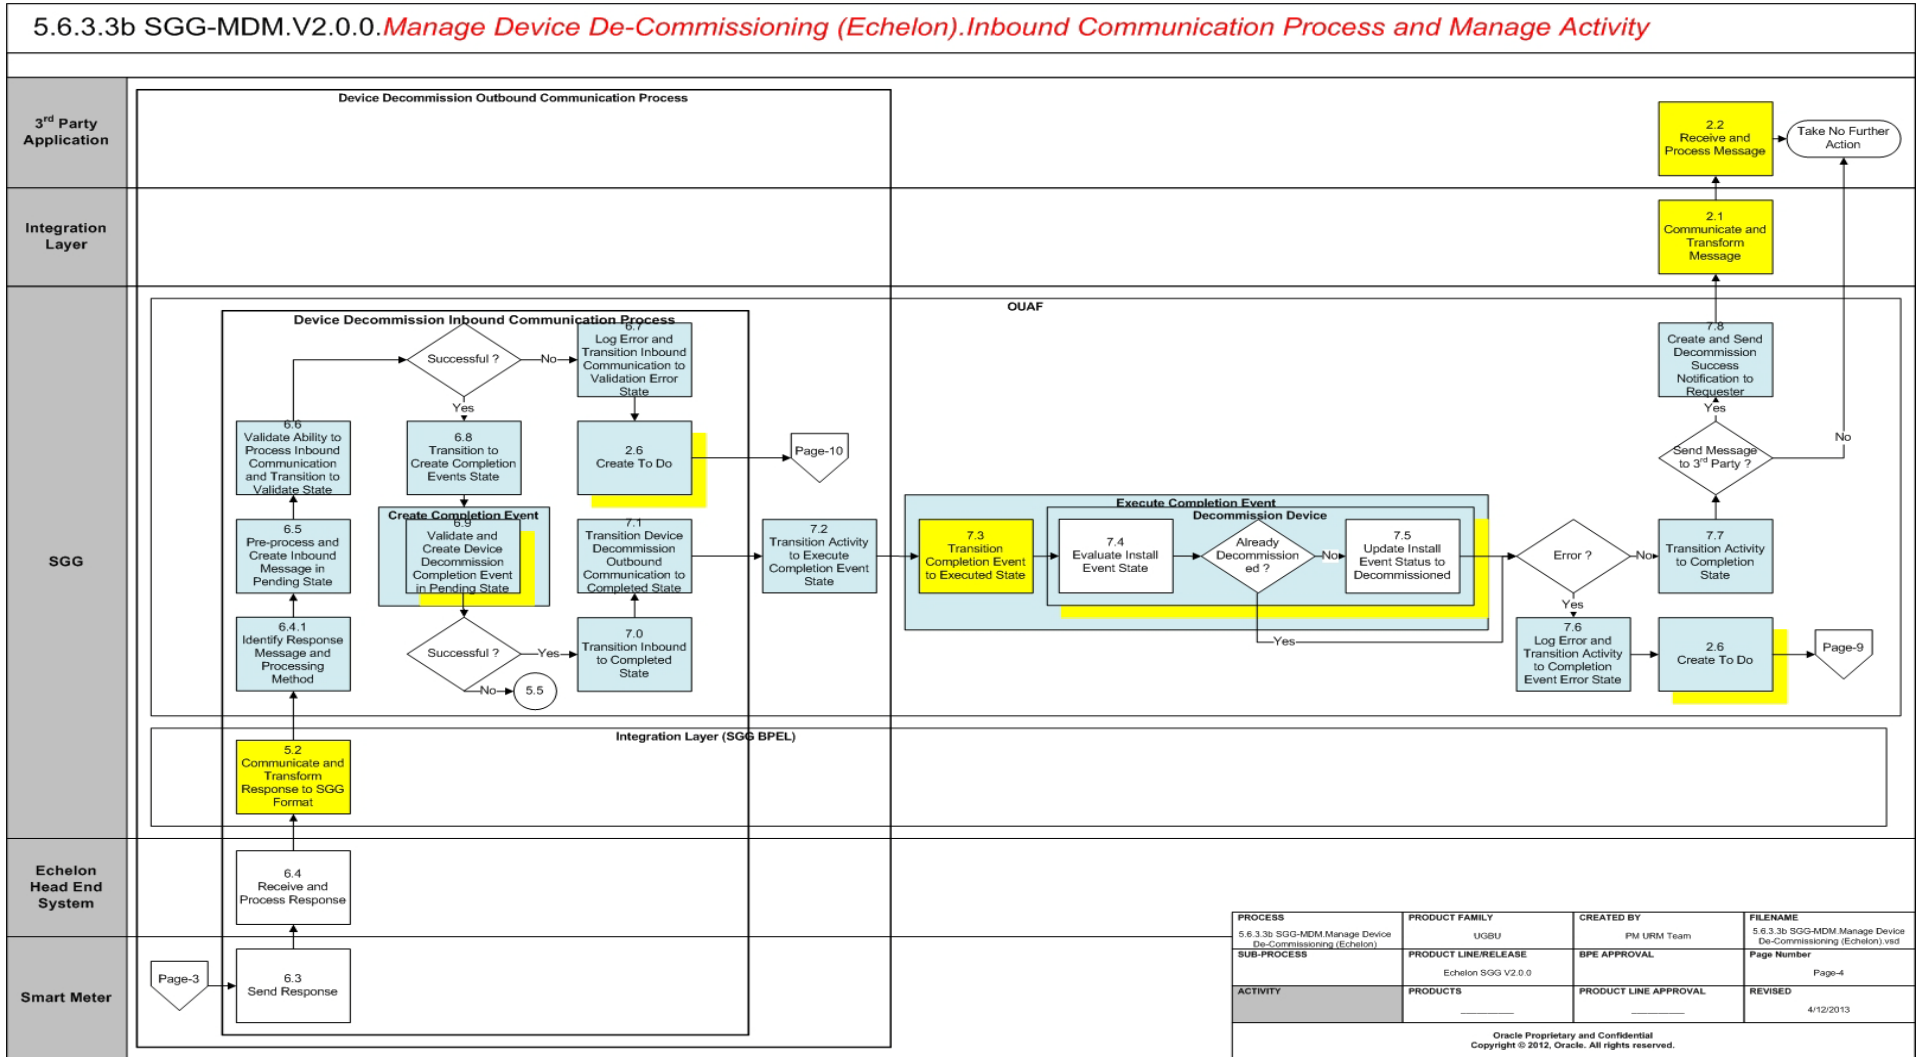 5.6.3.3b SGG-MDM.V2.0.0.Manage Device De-Commissioning (Echelon).Inbound Communication Process and Manage Activity
3rd Party
Application
Device Decommission Outbound Communication Process
2.2
Receive and
Process Message
Take No Further
Action
Integration
Layer
2.1
Communicate and
Transform
Message
SGG
OUAF
Device Decommission Inbound Communication Process
Successful ?
No
6.7
Log Error and
Transition Inbound
Communication to
Validation Error
State
Yes
6.6
Validate Ability to
Process Inbound
Communication
and Transition to
Validate State
6.8
Transition to
Create Completion
Events State
2.6
Create To Do
Page-10
6.5
Pre-process and
Create Inbound
Message in
Pending State
Create Completion Event
6.9
Validate and
Create Device
Decommission
Completion Event
in Pending State
7.1
Transition Device
Decommission
Outbound
Communication to
Completed State
7.2
Transition Activity
to Execute
Completion Event
State
6.4.1
Identify Response
Message and
Processing
Method
Successful ?
Yes
No
5.5
7.0
Transition Inbound
to Completed
State
Execute Completion Event
Decommission Device
7.3
Transition
Completion Event
to Executed State
7.4
Evaluate Install
Event State
Already
Decommission
ed ?
No
Yes
7.5
Update Install
Event Status to
Decommissioned
Error ?
No
Yes
7.6
Log Error and
Transition Activity
to Completion
Event Error State
2.6
Create To Do
Page-9
7.7
Transition Activity
to Completion
State
Send Message
to 3rd Party ?
No
Yes
7.8
Create and Send
Decommission
Success
Notification to
Requester
Integration Layer (SGG BPEL)
5.2
Communicate and
Transform
Response to SGG
Format
Echelon
Head End
System
6.4
Receive and
Process Response
Smart Meter
Page-3
6.3
Send Response
PROCESS
5.6.3.3b SGG-MDM.Manage Device
De-Commissioning (Echelon)
PRODUCT FAMILY
UGBU
CREATED BY
PM URM Team
FILENAME
5.6.3.3b SGG-MDM.Manage Device
De-Commissioning (Echelon).vsd
SUB-PROCESS
PRODUCT LINE/RELEASE
Echelon SGG V2.0.0
BPE APPROVAL
Page Number
Page-4
ACTIVITY
PRODUCTS
PRODUCT LINE APPROVAL
REVISED
4/12/2013
Oracle Proprietary and Confidential
Copyright © 2012, Oracle. All rights reserved.